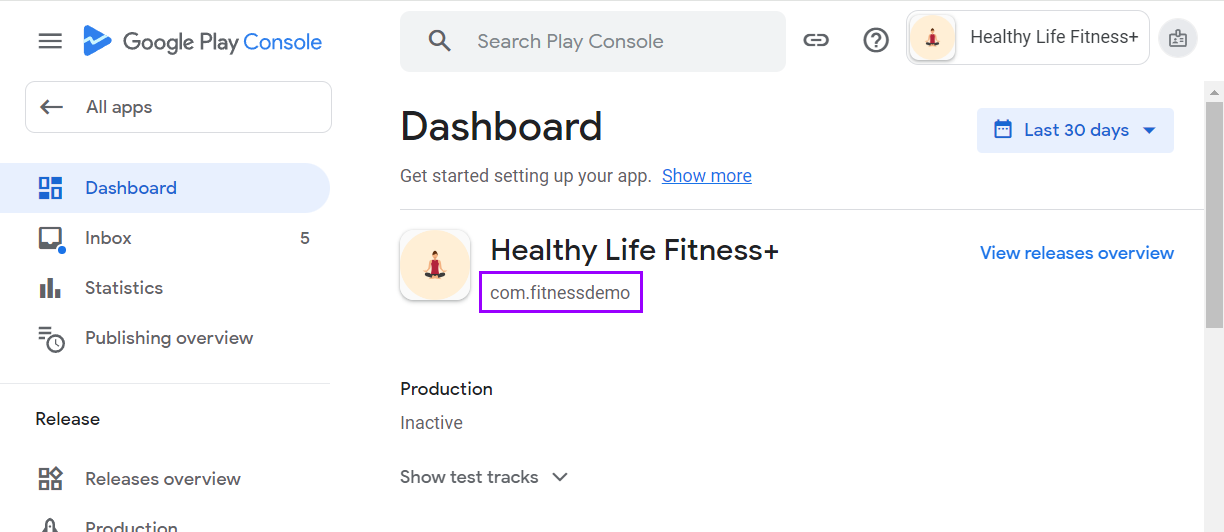 Google Play Console
Search Play Console
Healthy Life Fitness+
All apps
Dashboard
Inbox 5
Statistics
Publishing overview
Release
Releases overview
Production
Dashboard
Last 30 days
Get started setting up your app. Show more
Healthy Life Fitness+
View releases overview
com.fitnessdemo
Production
Inactive
Show test tracks